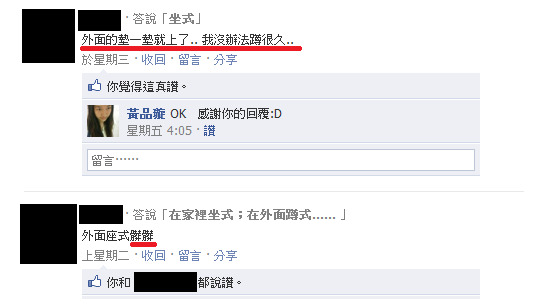 · 答說「坐式」
外面的墊一墊就上了.. 我沒辦法蹲很久..
於星期三 · 收回 · 留言 · 分享
你覺得這真讚。
黃品璇 OK 感謝你的回覆:D
星期五 4:05 · 讚
留言……
· 答說「在家裡坐式；在外面蹲式...... 」
外面座式髒髒
上星期二 · 收回 · 留言 · 分享
你和 都說讚。